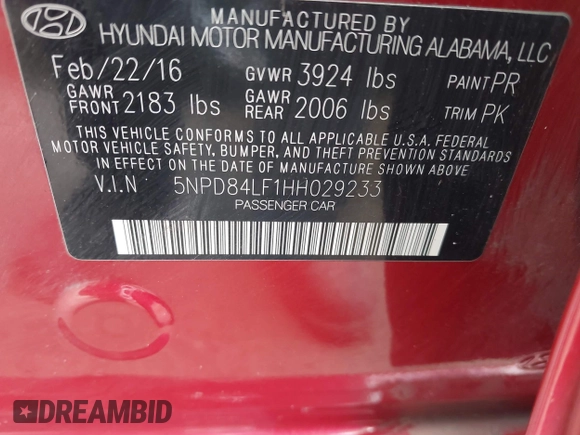 MANUFACTURED BY
HYUNDAI MOTOR MANUFACTURING ALABAMA, LLC
Feb/22/16 GVWR 3924 lbs PAINT PR
GAWR FRONT 2183 lbs GAWR REAR 2006 lbs TRIM PK
THIS VEHICLE CONFORMS TO ALL APPLICABLE U.S.A. FEDERAL
MOTOR VEHICLE SAFETY, BUMPER, AND THEFT PREVENTION STANDARDS
IN EFFECT ON THE DATE OF MANUFACTURE SHOWN ABOVE.
V.I.N 5NPD84LF1HH029233
PASSENGER CAR
DREAMBID